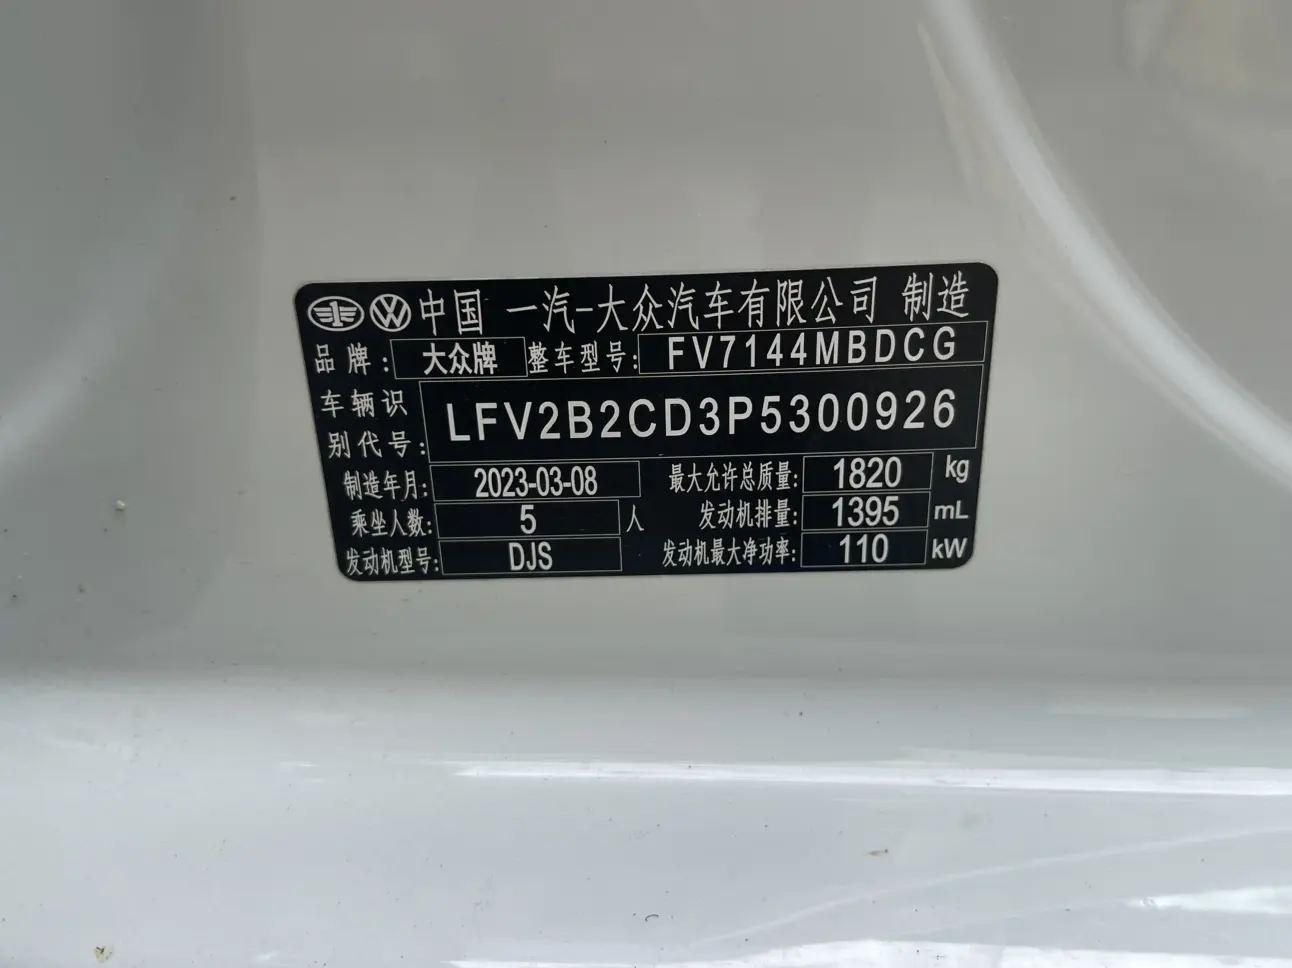 中国 一汽-大众汽车有限公司 制造
品牌: 大众牌 整车型号: FV7144MBDCG
车辆识别代号: LFV2B2CD3P5300926
制造年月: 2023-03-08 最大允许总质量: 1820 kg
乘坐人数: 5 人 发动机排量: 1395 mL
发动机型号: DJS 发动机最大净功率: 110 kW